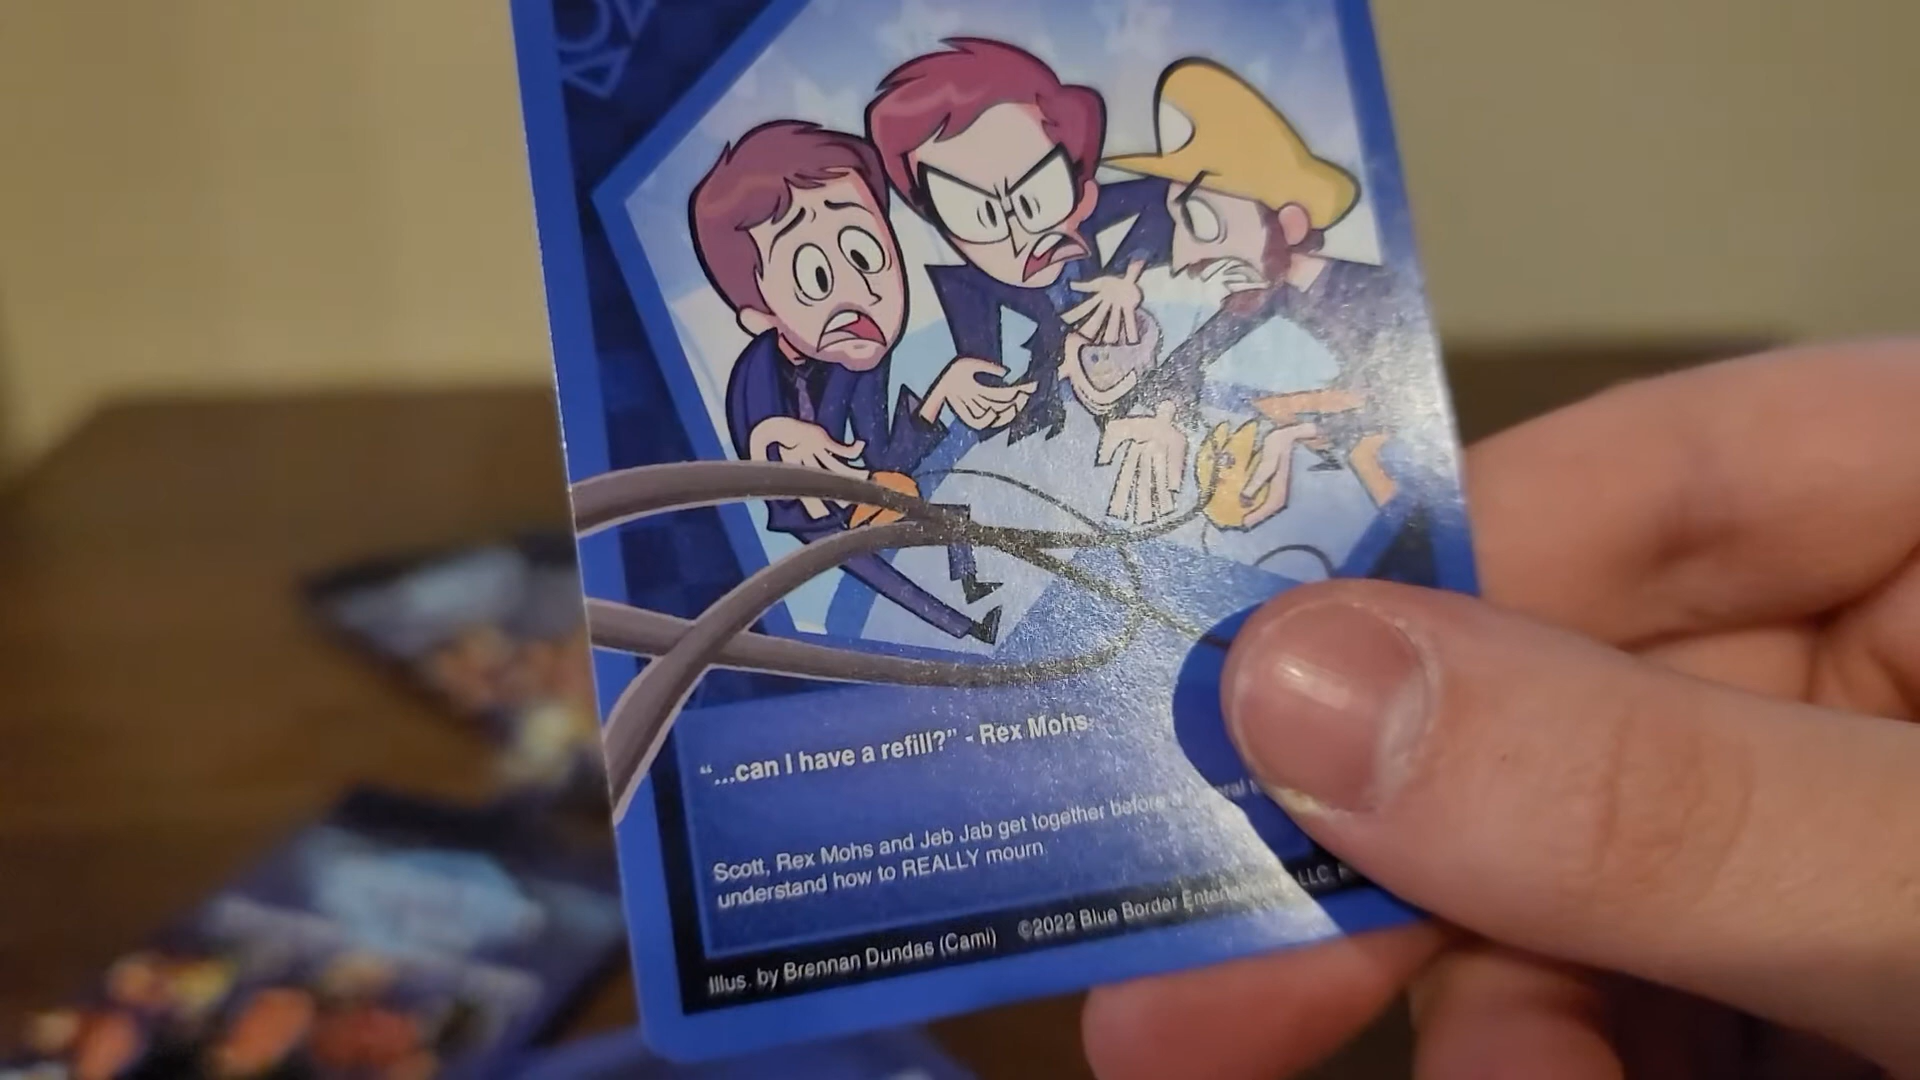 “...can I have a refill?” - Rex Mohs
Scott, Rex Mohs and Jeb Jab get together before a
understand how to REALLY mourn
Illus. by Brennan Dundas (Cami) ©2022 Blue Border LLC.